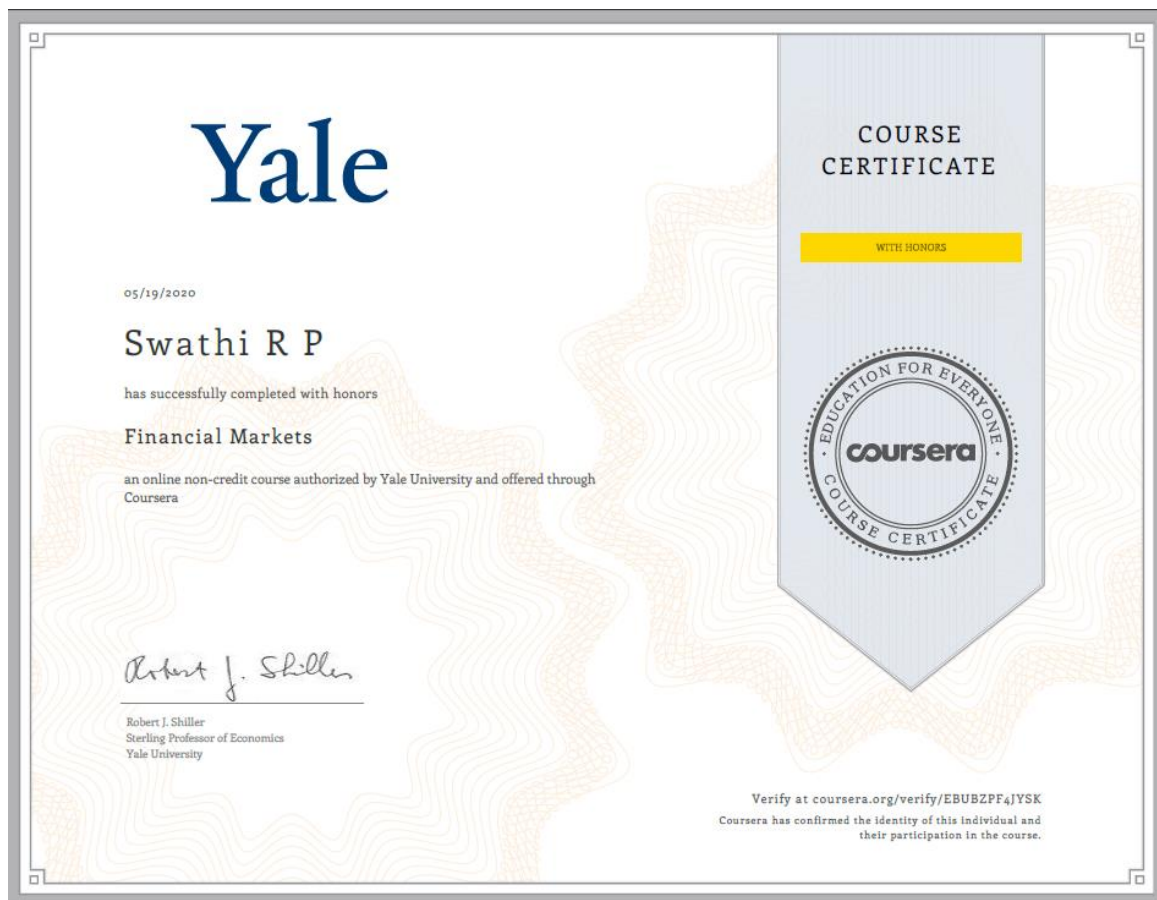 Yale
05/19/2020
Swathi R P
has successfully completed with honors
Financial Markets
an online non-credit course authorized by Yale University and offered through
Coursera
Robert J. Shiller
Robert J. Shiller
Sterling Professor of Economics
Yale University
COURSE
CERTIFICATE
WITH HONORS
EDUCATION FOR EVERYONE
coursera
COURSE CERTIFICATE
Verify at coursera.org/verify/EBUBZPF4JYSK
Coursera has confirmed the identity of this individual and
their participation in the course.